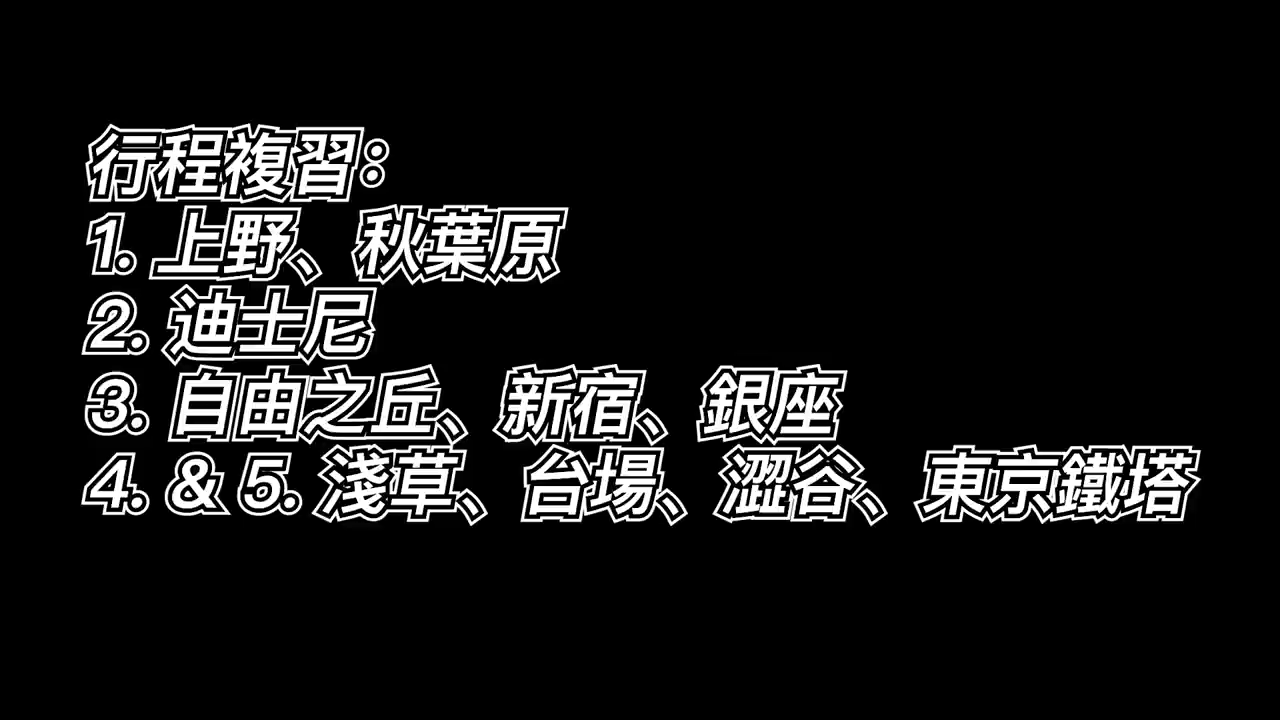 行程複習：
1. 上野、秋葉原
2. 迪士尼
3. 自由之丘、新宿、銀座
4. & 5. 淺草、台場、澀谷、東京鐵塔